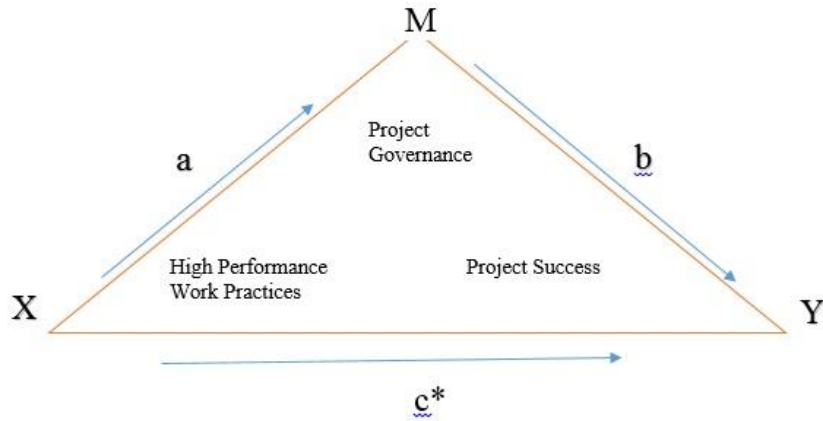 M
Project
Governance
a
b
High Performance
Work Practices
Project Success
X
Y
c*